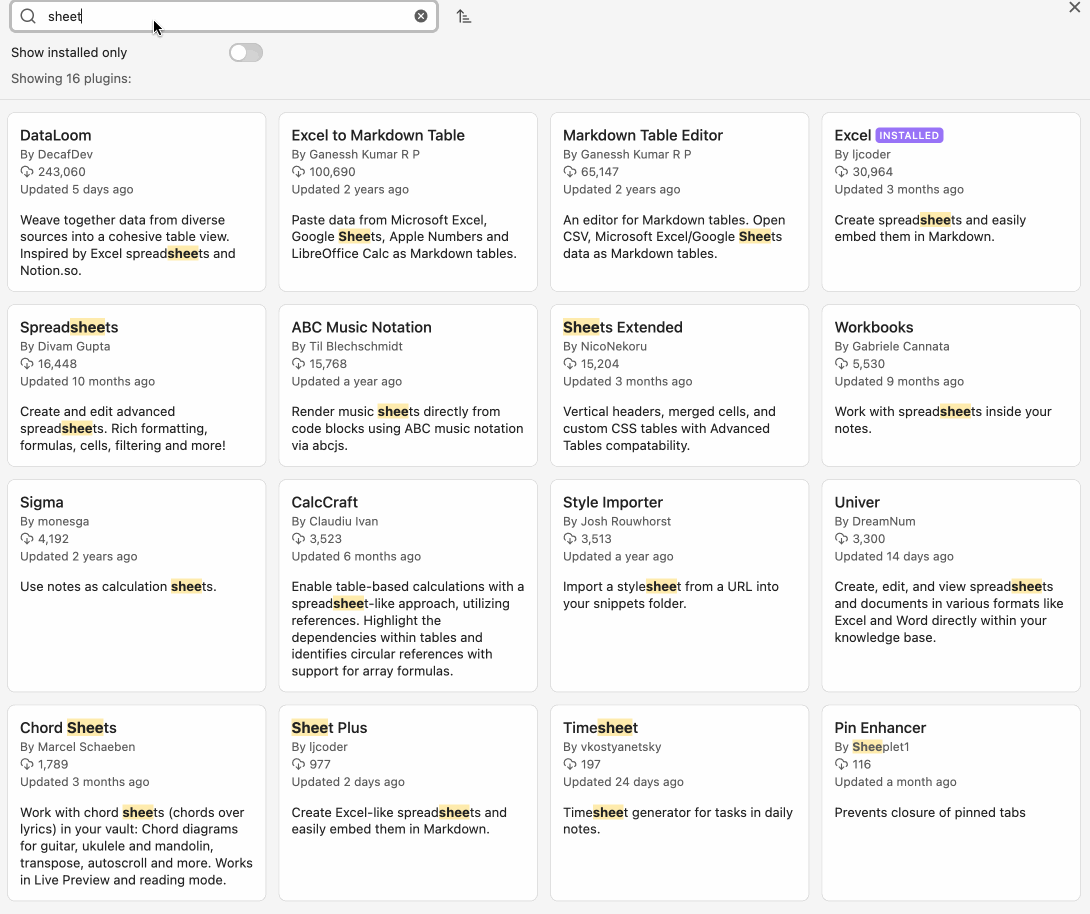 sheet
Show installed only
Showing 16 plugins:
DataLoom
By DecafDev
243,060
Updated 5 days ago
Weave together data from diverse
sources into a cohesive table view.
Inspired by Excel spreadsheets and
Notion.so.
Excel to Markdown Table
By Ganessh Kumar R P
100,690
Updated 2 years ago
Paste data from Microsoft Excel,
Google Sheets, Apple Numbers and
LibreOffice Calc as Markdown tables.
Markdown Table Editor
By Ganessh Kumar R P
65,147
Updated 2 years ago
An editor for Markdown tables. Open
CSV, Microsoft Excel/Google Sheets
data as Markdown tables.
Excel INSTALLED
By ljcoder
30,964
Updated 3 months ago
Create spreadsheets and easily
embed them in Markdown.
Spreadsheets
By Divam Gupta
16,448
Updated 10 months ago
Create and edit advanced
spreadsheets. Rich formatting,
formulas, cells, filtering and more!
ABC Music Notation
By Til Blechschmidt
15,768
Updated a year ago
Render music sheets directly from
code blocks using ABC music notation
via abcjs.
Sheets Extended
By NicoNekoru
15,204
Updated 3 months ago
Vertical headers, merged cells, and
custom CSS tables with Advanced
Tables compatability.
Workbooks
By Gabriele Cannata
5,530
Updated 9 months ago
Work with spreadsheets inside your
notes.
Sigma
By monesga
4,192
Updated 2 years ago
Use notes as calculation sheets.
CalcCraft
By Claudiu Ivan
3,523
Updated 6 months ago
Enable table-based calculations with a
spreadsheet-like approach, utilizing
references. Highlight the
dependencies within tables and
identifies circular references with
support for array formulas.
Style Importer
By Josh Rouwhorst
3,513
Updated a year ago
Import a stylesheet from a URL into
your snippets folder.
Univer
By DreamNum
3,300
Updated 14 days ago
Create, edit, and view spreadsheets
and documents in various formats like
Excel and Word directly within your
knowledge base.
Chord Sheets
By Marcel Schaeben
1,789
Updated 3 months ago
Work with chord sheets (chords over
lyrics) in your vault: Chord diagrams
for guitar, ukulele and mandolin,
transpose, autoscroll and more. Works
in Live Preview and reading mode.
Sheet Plus
By ljcoder
977
Updated 2 days ago
Create Excel-like spreadsheets and
easily embed them in Markdown.
Timesheet
By vkostyanetsky
197
Updated 24 days ago
Timesheet generator for tasks in daily
notes.
Pin Enhancer
By Sheeplet1
116
Updated a month ago
Prevents closure of pinned tabs